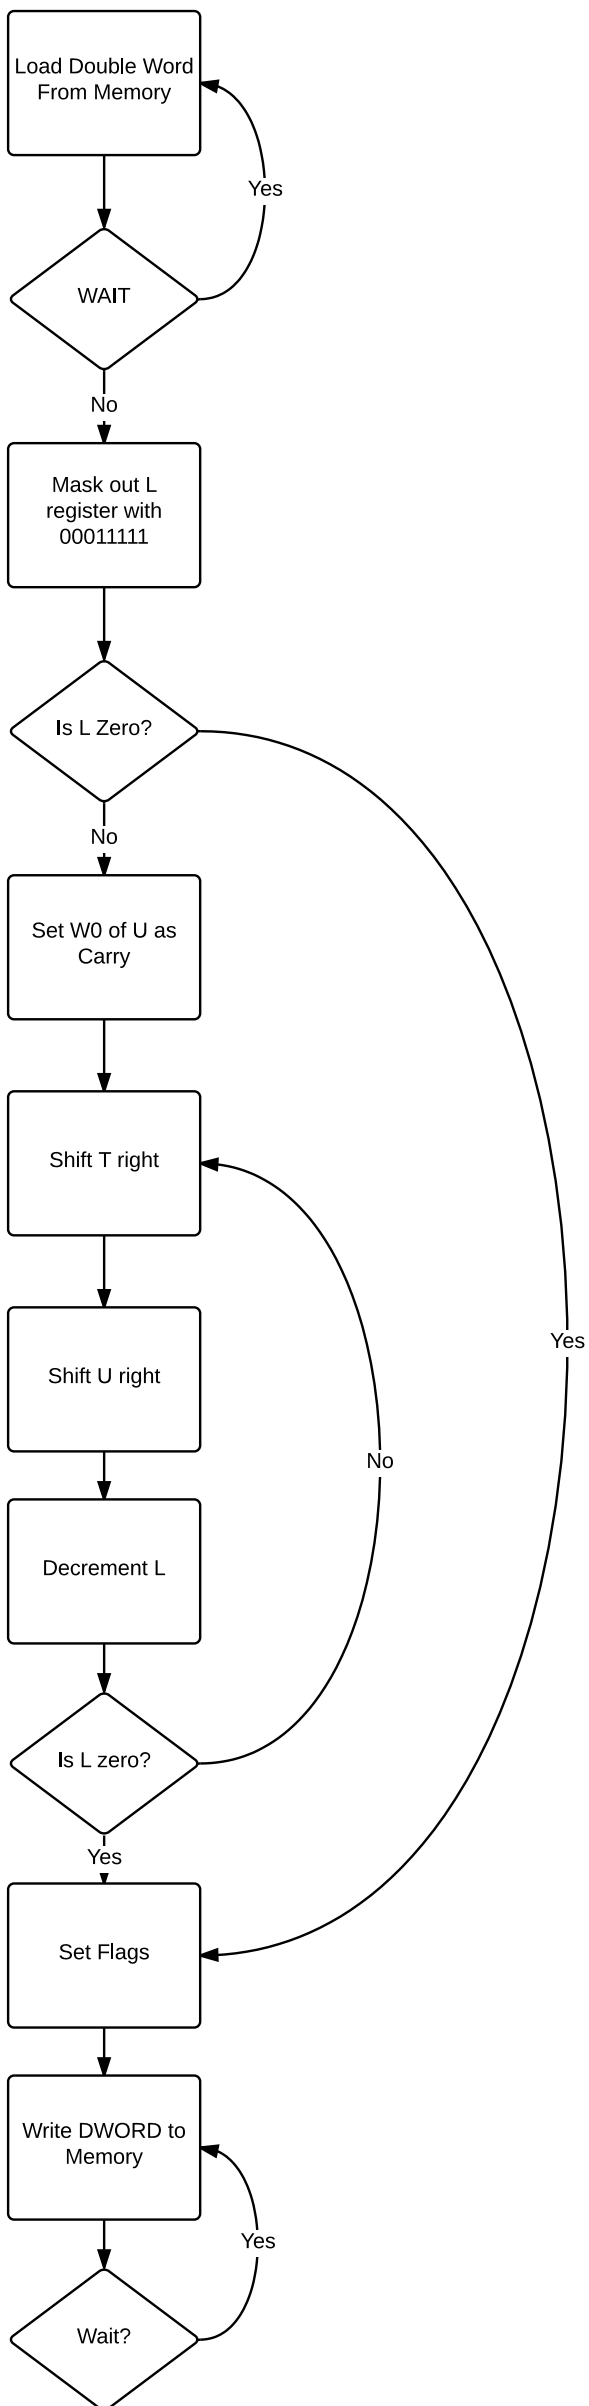 Load Double Word
From Memory
Yes
WAIT
No
Mask out L
register with
00011111
Is L Zero?
No
Set W0 of U as
Carry
Shift T right
Yes
Shift U right
No
Decrement L
Is L zero?
Yes
Set Flags
Write DWORD to
Memory
Yes
Wait?